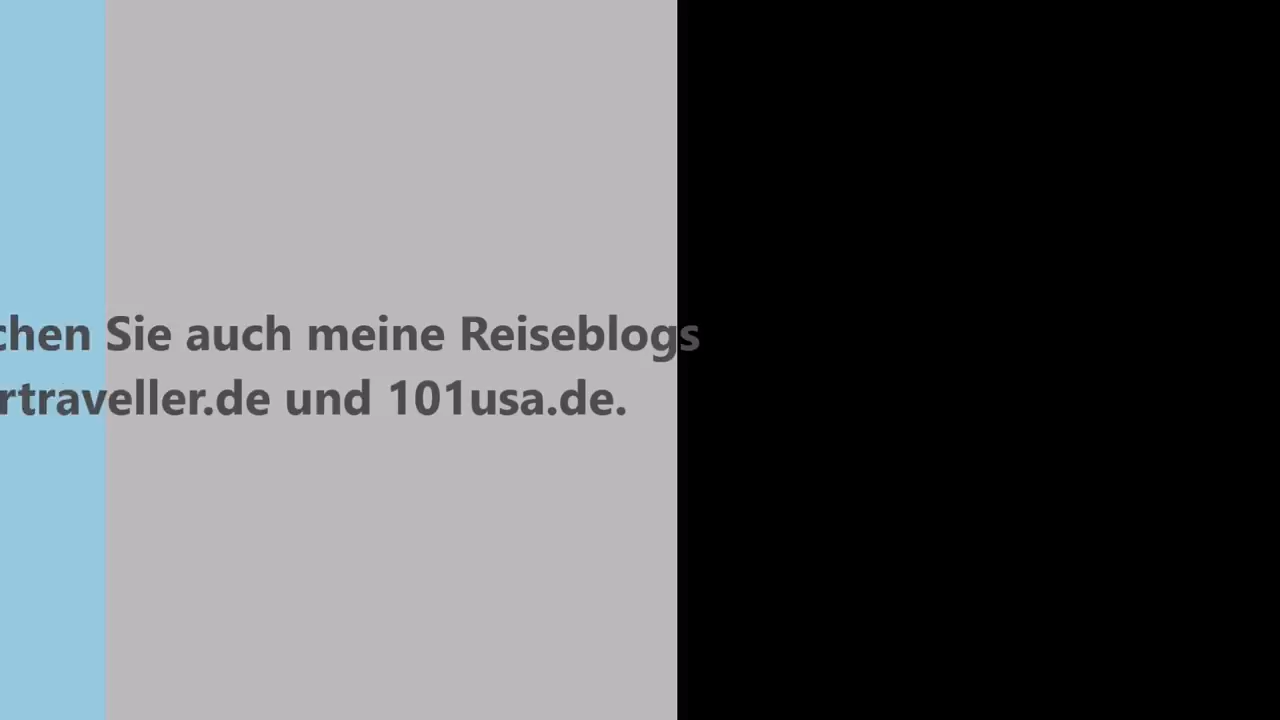 chen Sie auch meine Reiseblogs
rtraveller.de und 101usa.de.